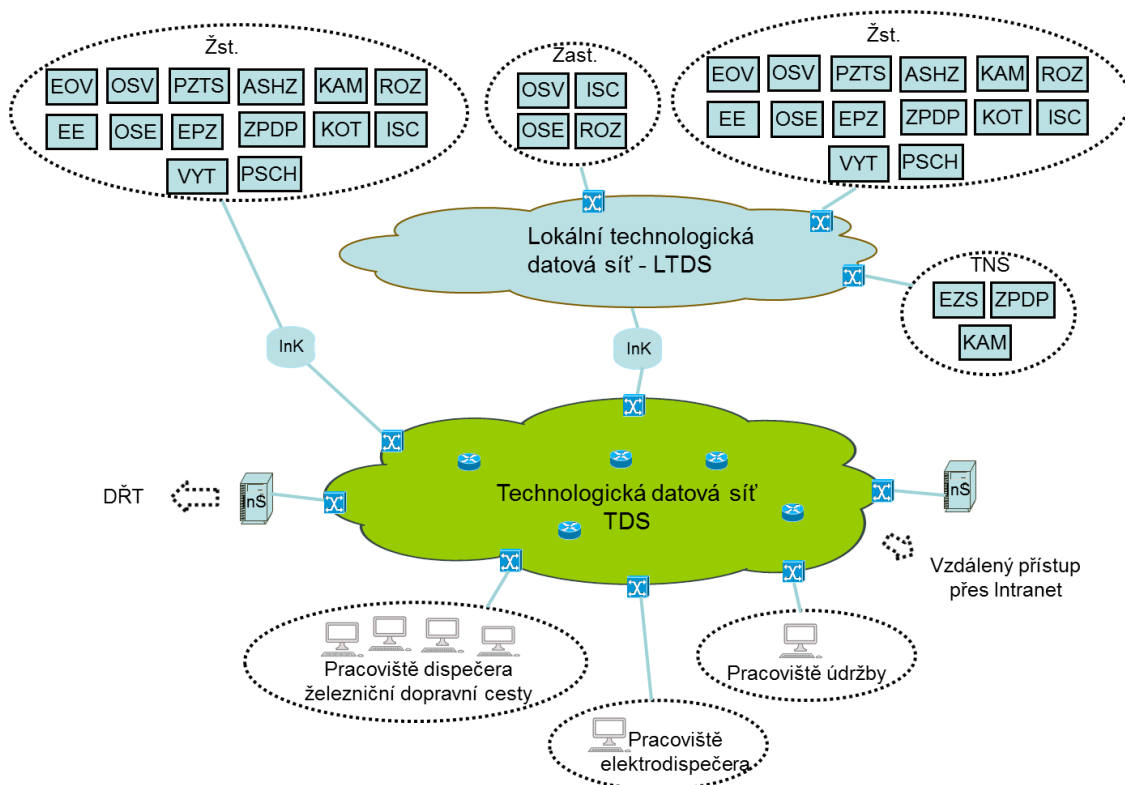 Žst.
EOV OSV PZTS ASHZ KAM ROZ
EE OSE EPZ ZPDP KOT ISC
VYT PSCH
Zast.
OSV ISC
OSE ROZ
Žst.
EOV OSV PZTS ASHZ KAM ROZ
EE OSE EPZ ZPDP KOT ISC
VYT PSCH
Lokální technologická
datová síť - LTDS
TNS
EZS ZPDP
KAM
InK
InK
DŘT
InS
Technologická datová síť
TDS
InS
Vzdálený přístup
přes Intranet
Pracoviště dispečera
železniční dopravní cesty
Pracoviště údržby
Pracoviště
elektrodispečera